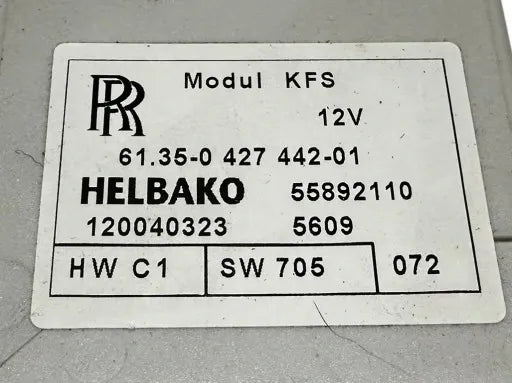 RR Modul KFS
12V
61.35-0 427 442-01
HELBAKO 55892110
120040323 5609
HW C1 SW 705 072